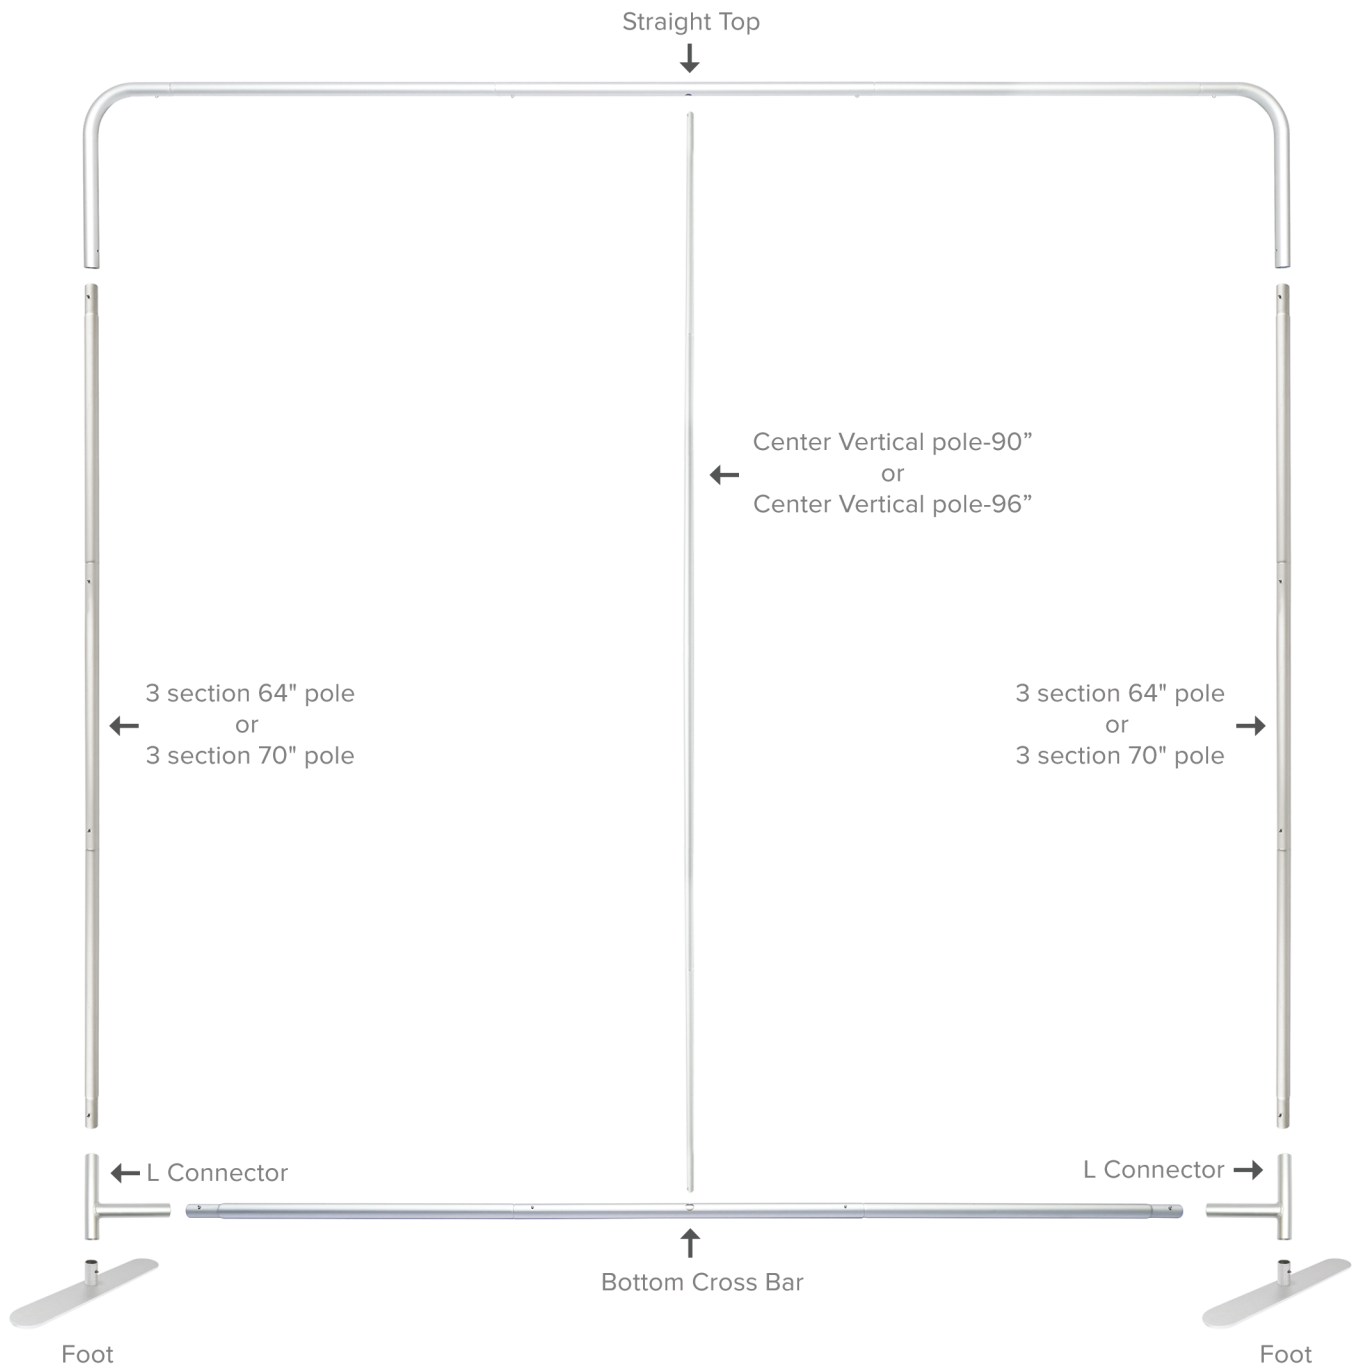 Straight Top
Center Vertical pole-90”
or
Center Vertical pole-96”
3 section 64" pole
or
3 section 70" pole
3 section 64" pole
or
3 section 70" pole
L Connector
L Connector
Bottom Cross Bar
Foot
Foot